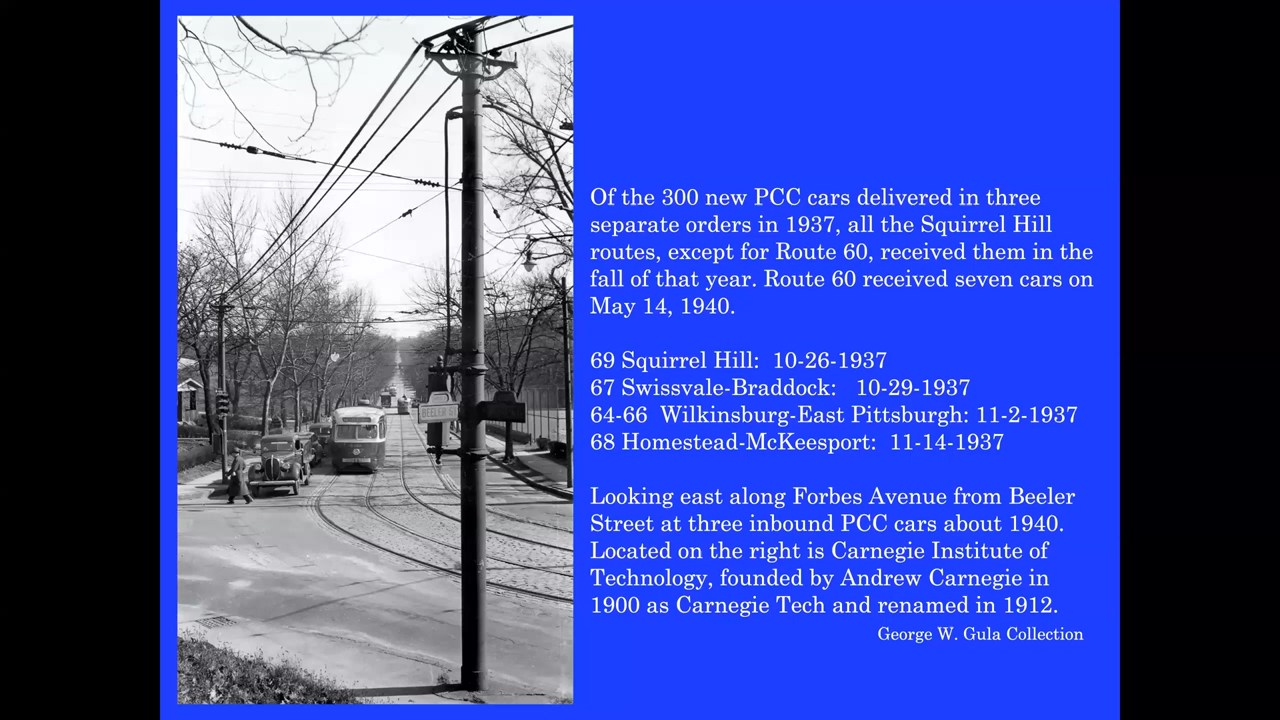 Of the 300 new PCC cars delivered in three
separate orders in 1937, all the Squirrel Hill
routes, except for Route 60, received them in the
fall of that year. Route 60 received seven cars on
May 14, 1940.
69 Squirrel Hill: 10-26-1937
67 Swissvale-Braddock: 10-29-1937
64-66 Wilkinsburg-East Pittsburgh: 11-2-1937
68 Homestead-McKeesport: 11-14-1937
Looking east along Forbes Avenue from Beeler
Street at three inbound PCC cars about 1940.
Located on the right is Carnegie Institute of
Technology, founded by Andrew Carnegie in
1900 as Carnegie Tech and renamed in 1912.
George W. Gula Collection
BEELER ST